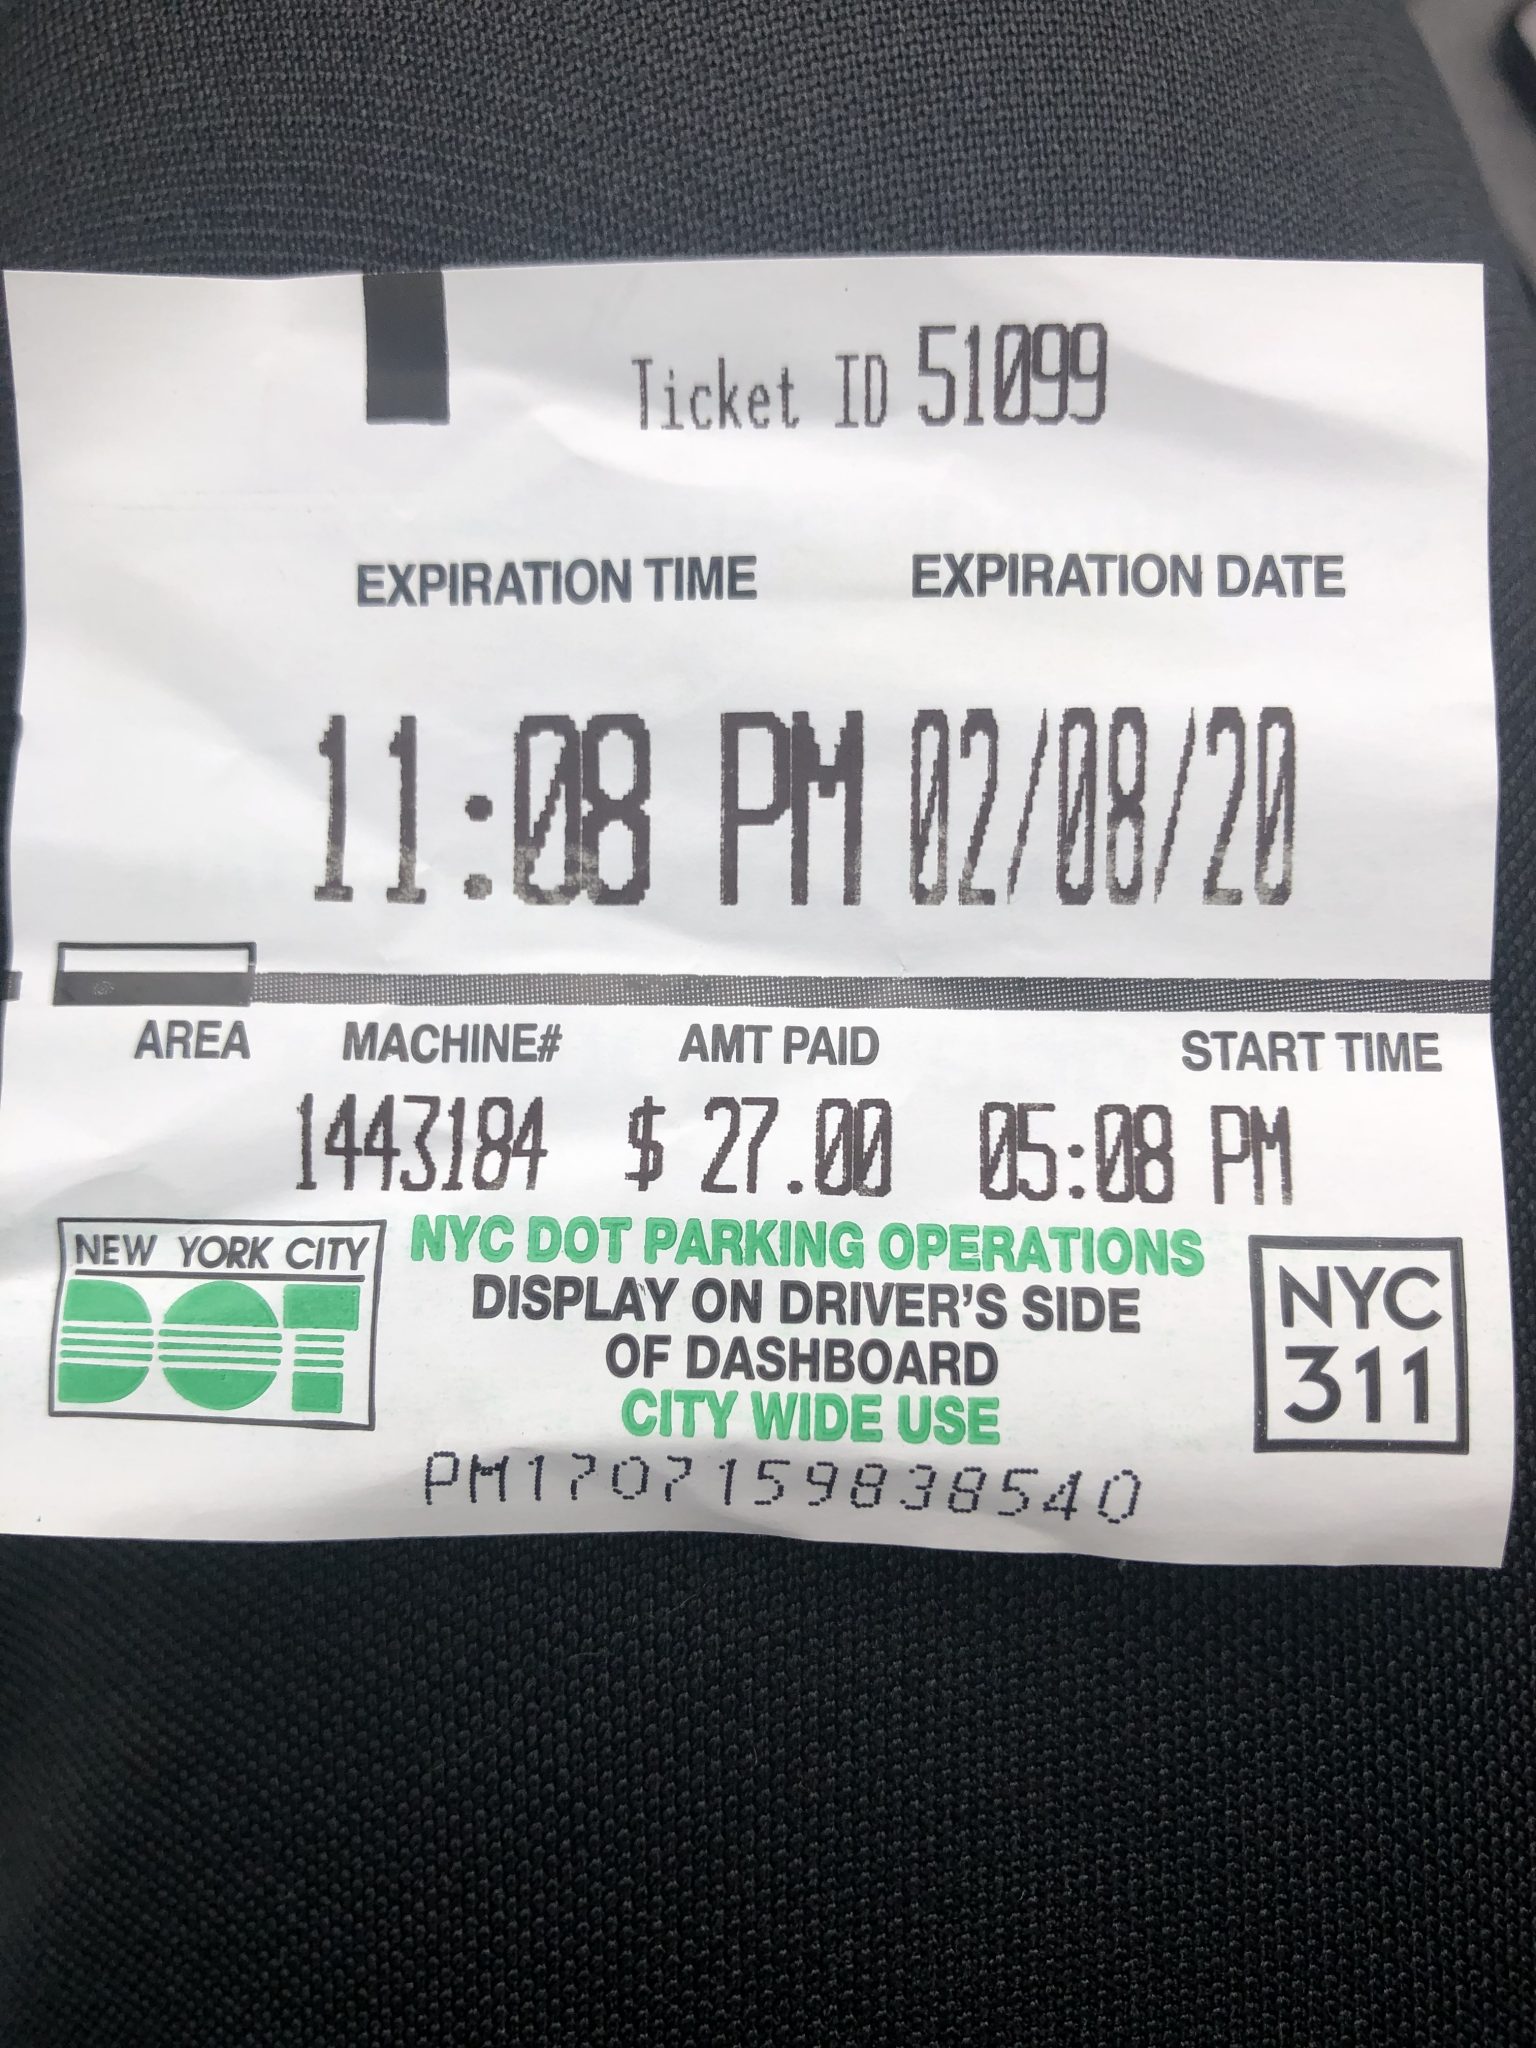 Ticket ID 51099
EXPIRATION TIME EXPIRATION DATE
11:08 PM 02/08/20
AREA MACHINE# AMT PAID START TIME
1443184 $ 27.00 05:08 PM
NEW YORK CITY
DOT
NYC DOT PARKING OPERATIONS
DISPLAY ON DRIVER'S SIDE
OF DASHBOARD
CITY WIDE USE
NYC
311
PM1707159838540